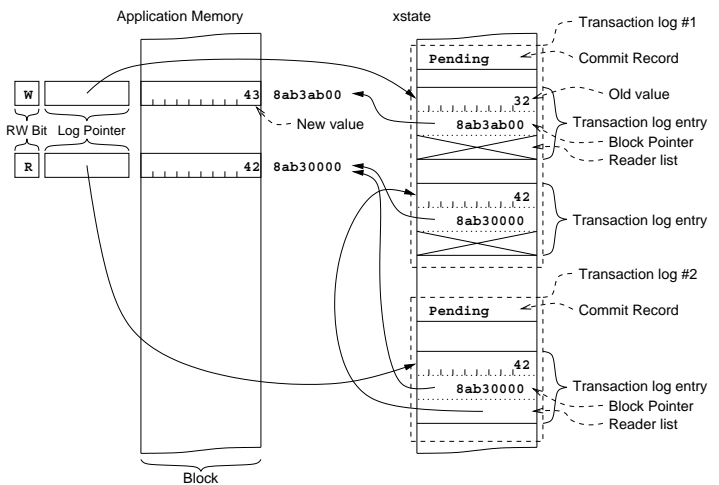 Application Memory
xstate
Transaction log #1
Pending
Commit Record
W
43
8ab3ab00
32
Old value
RW Bit
Log Pointer
New value
8ab3ab00
Transaction log entry
Block Pointer
Reader list
R
42
8ab30000
42
8ab30000
Transaction log entry
Transaction log #2
Pending
Commit Record
42
8ab30000
Transaction log entry
Block Pointer
Reader list
Block